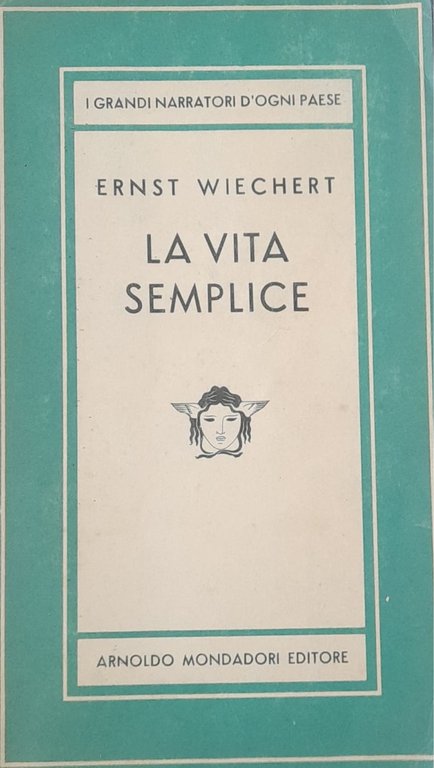 I GRANDI NARRATORI D'OGNI PAESE
ERNST WIECHERT
LA VITA
SEMPLICE
ARNOLDO MONDADORI EDITORE